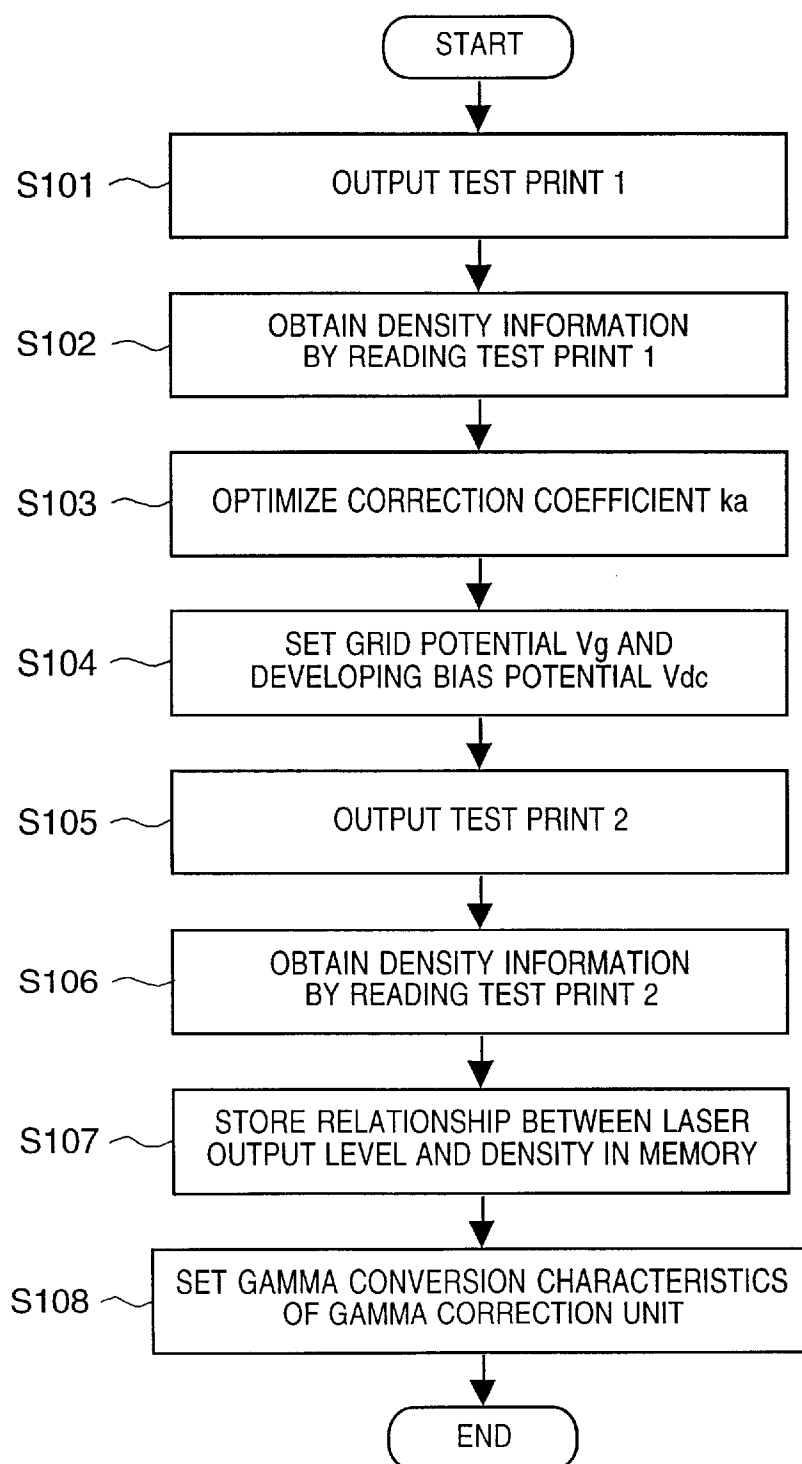 START
S101
OUTPUT TEST PRINT 1
S102
OBTAIN DENSITY INFORMATION
BY READING TEST PRINT 1
S103
OPTIMIZE CORRECTION COEFFICIENT ka
S104
SET GRID POTENTIAL Vg AND
DEVELOPING BIAS POTENTIAL Vdc
S105
OUTPUT TEST PRINT 2
S106
OBTAIN DENSITY INFORMATION
BY READING TEST PRINT 2
S107
STORE RELATIONSHIP BETWEEN LASER
OUTPUT LEVEL AND DENSITY IN MEMORY
S108
SET GAMMA CONVERSION CHARACTERISTICS
OF GAMMA CORRECTION UNIT
END